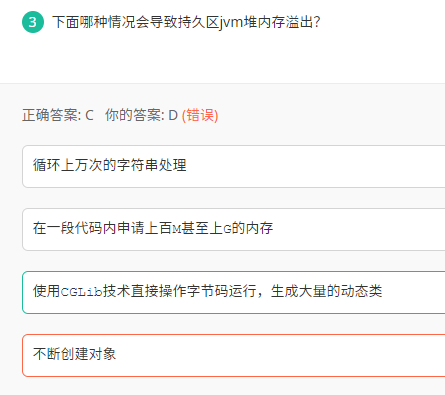 3 下面哪种情况会导致持久区jvm堆内存溢出?
正确答案: C 你的答案: D (错误)
循环上万次的字符串处理
在一段代码内申请上百M甚至上G的内存
使用CGLib技术直接操作字节码运行，生成大量的动态类
不断创建对象